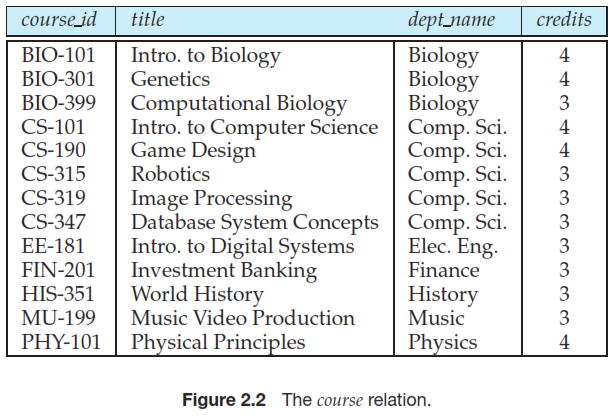 course_id title dept_name credits
BIO-101 Intro. to Biology Biology 4
BIO-301 Genetics Biology 4
BIO-399 Computational Biology Biology 3
CS-101 Intro. to Computer Science Comp. Sci. 4
CS-190 Game Design Comp. Sci. 4
CS-315 Robotics Comp. Sci. 3
CS-319 Image Processing Comp. Sci. 3
CS-347 Database System Concepts Comp. Sci. 3
EE-181 Intro. to Digital Systems Elec. Eng. 3
FIN-201 Investment Banking Finance 3
HIS-351 World History History 3
MU-199 Music Video Production Music 3
PHY-101 Physical Principles Physics 4
Figure 2.2 The course relation.